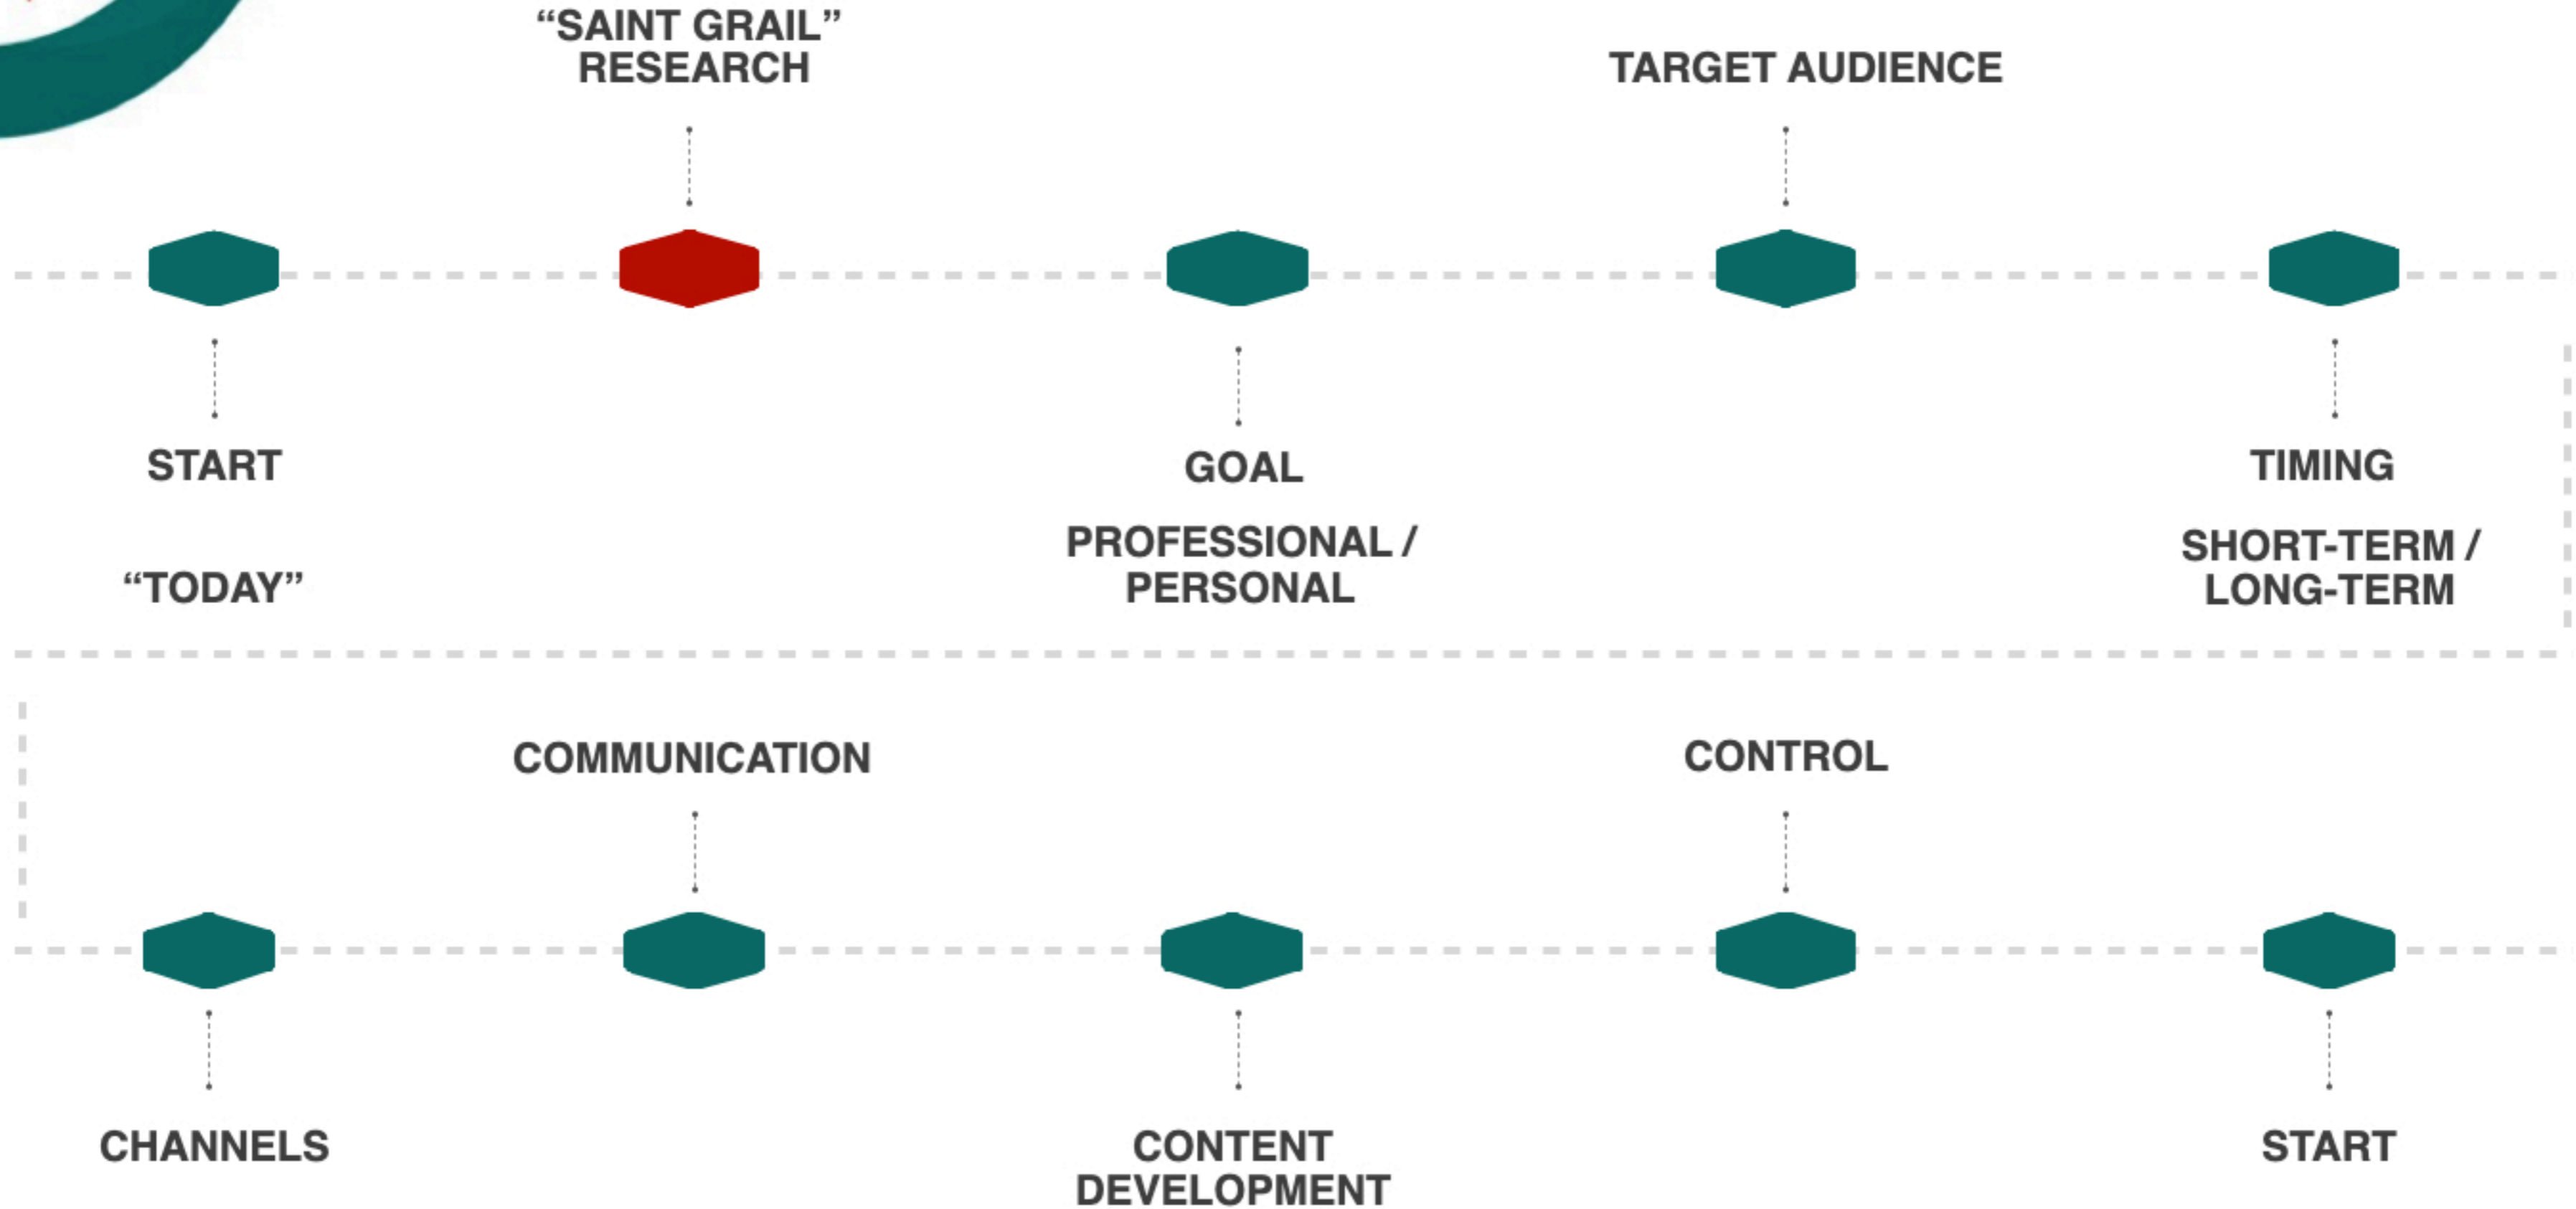 “SAINT GRAIL”
RESEARCH
TARGET AUDIENCE
START
“TODAY”
GOAL
PROFESSIONAL /
PERSONAL
TIMING
SHORT-TERM /
LONG-TERM
COMMUNICATION
CONTROL
CHANNELS
CONTENT
DEVELOPMENT
START